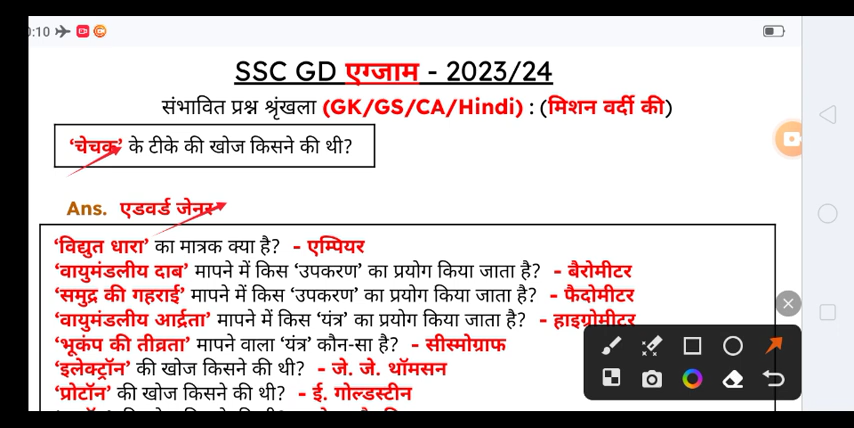 :10
SSC GD एग्जाम - 2023/24
संभावित प्रश्न श्रृंखला (GK/GS/CA/Hindi) : (मिशन वर्दी की)
‘चेचक’ के टीके की खोज किसने की थी?
Ans. एडवर्ड जेनर
‘विद्युत धारा’ का मात्रक क्या है? - एम्पियर
‘वायुमंडलीय दाब’ मापने में किस ‘उपकरण’ का प्रयोग किया जाता है? - बैरोमीटर
‘समुद्र की गहराई’ मापने में किस ‘उपकरण’ का प्रयोग किया जाता है? - फैदोमीटर
‘वायुमंडलीय आर्द्रता’ मापने में किस ‘यंत्र’ का प्रयोग किया जाता है? - हाइग्रोमीटर
‘भूकंप की तीव्रता’ मापने वाला ‘यंत्र’ कौन-सा है? - सीस्मोग्राफ
‘इलेक्ट्रॉन’ की खोज किसने की थी? - जे. जे. थॉमसन
‘प्रोटॉन’ की खोज किसने की थी? - ई. गोल्डस्टीन